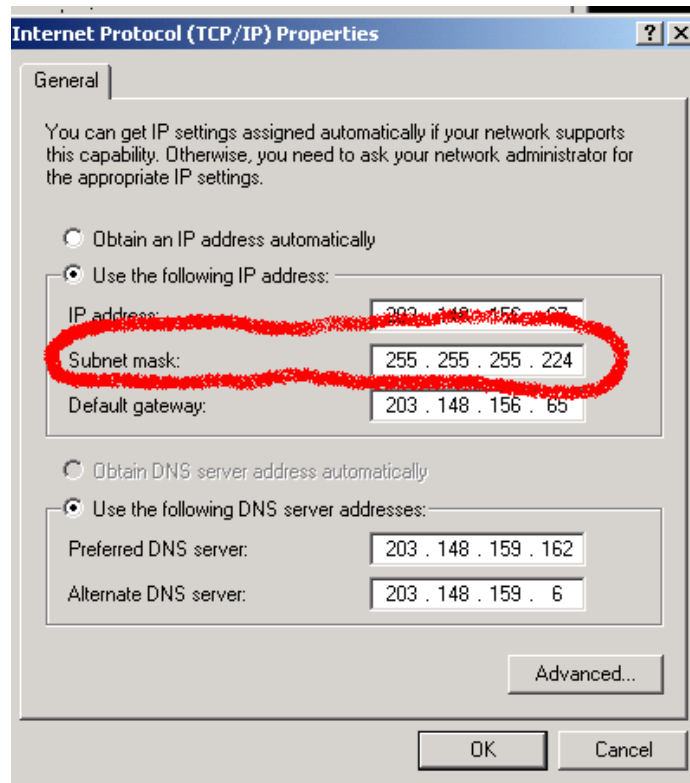 Internet Protocol (TCP/IP) Properties
General
You can get IP settings assigned automatically if your network supports
this capability. Otherwise, you need to ask your network administrator for
the appropriate IP settings.
Obtain an IP address automatically
Use the following IP address:
IP address:
Subnet mask: 255 . 255 . 255 . 224
Default gateway: 203 . 148 . 156 . 65
Obtain DNS server address automatically
Use the following DNS server addresses:
Preferred DNS server: 203 . 148 . 159 . 162
Alternate DNS server: 203 . 148 . 159 . 6
Advanced...
OK Cancel